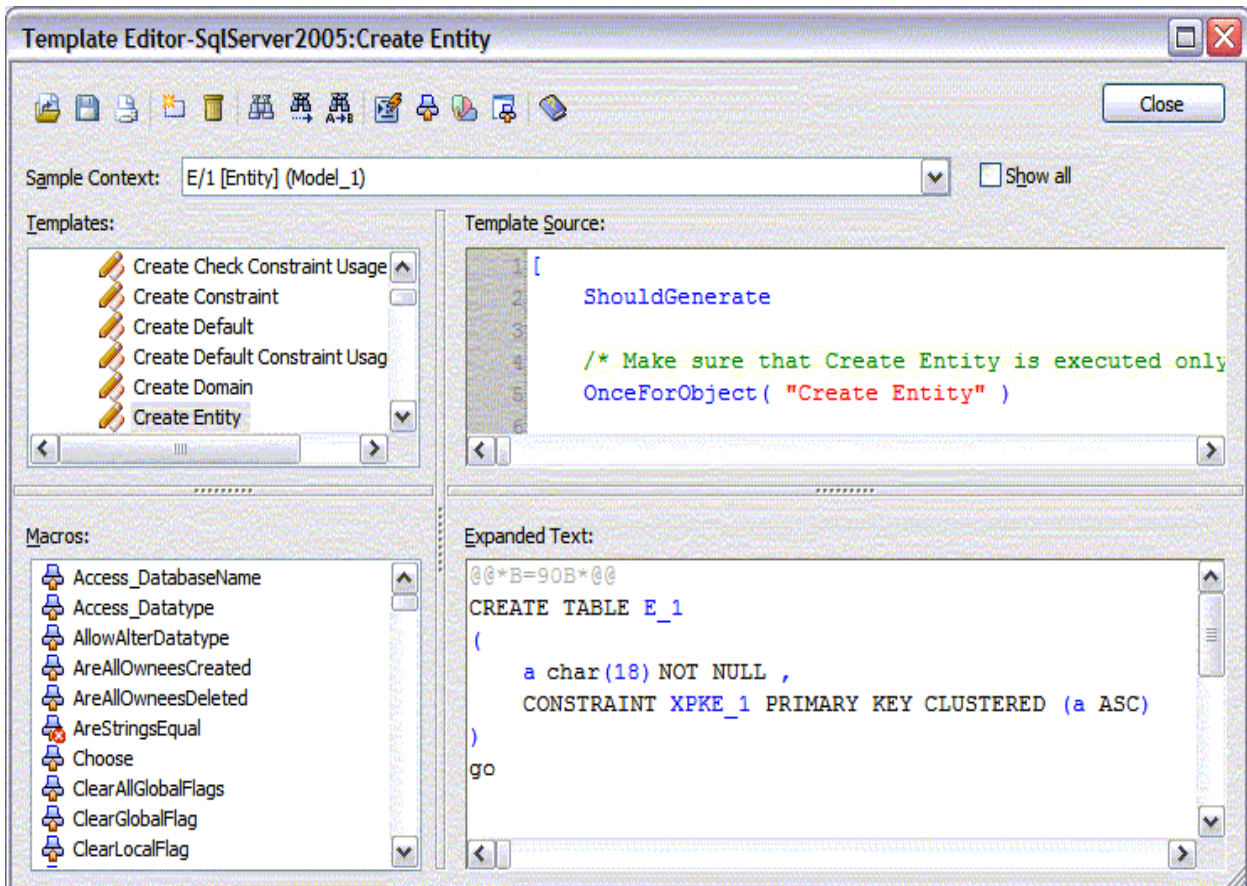 Template Editor-SqlServer2005:Create Entity
A→B
Close
Sample Context: E/1 [Entity] (Model_1) Show all
Templates:
Create Check Constraint Usage
Create Constraint
Create Default
Create Default Constraint Usag
Create Domain
Create Entity
Template Source:
1 [
2 ShouldGenerate
3
4 /* Make sure that Create Entity is executed only
5 OnceForObject( "Create Entity" )
6
Macros:
Access_DatabaseName
Access_Datatype
AllowAlterDatatype
AreAllOwneesCreated
AreAllOwneesDeleted
AreStringsEqual
Choose
ClearAllGlobalFlags
ClearGlobalFlag
ClearLocalFlag
Expanded Text:
@@*B=90B*@@
CREATE TABLE E_1
(
a char(18) NOT NULL ,
CONSTRAINT XPKE_1 PRIMARY KEY CLUSTERED (a ASC)
)
go